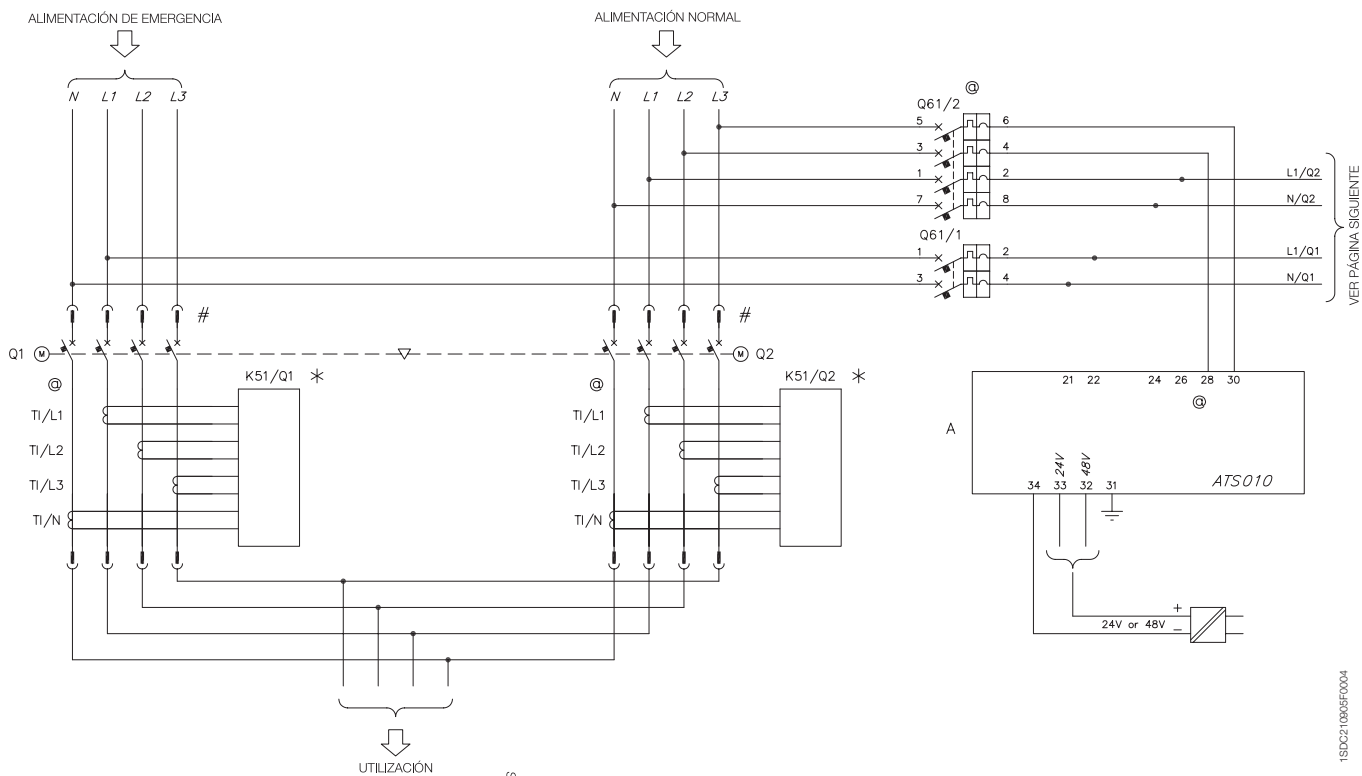 ALIMENTACIÓN DE EMERGENCIA
ALIMENTACIÓN NORMAL
N L1 L2 L3
N L1 L2 L3
@
Q61/2
5 6
3 4
1 2
L1/Q2
7 8
N/Q2
Q61/1
1 2
L1/Q1
3 4
N/Q1
VER PÁGINA SIGUIENTE
#
#
Q1 M
M Q2
@
K51/Q1 *
@
K51/Q2 *
21 22 24 26 28 30
@
TI/L1
TI/L2
TI/L3
TI/N
TI/L1
TI/L2
TI/L3
TI/N
A
24V 48V
34 33 32 31
ATS010
+
24V or 48V
–
UTILIZACIÓN
1SDC210905F0004